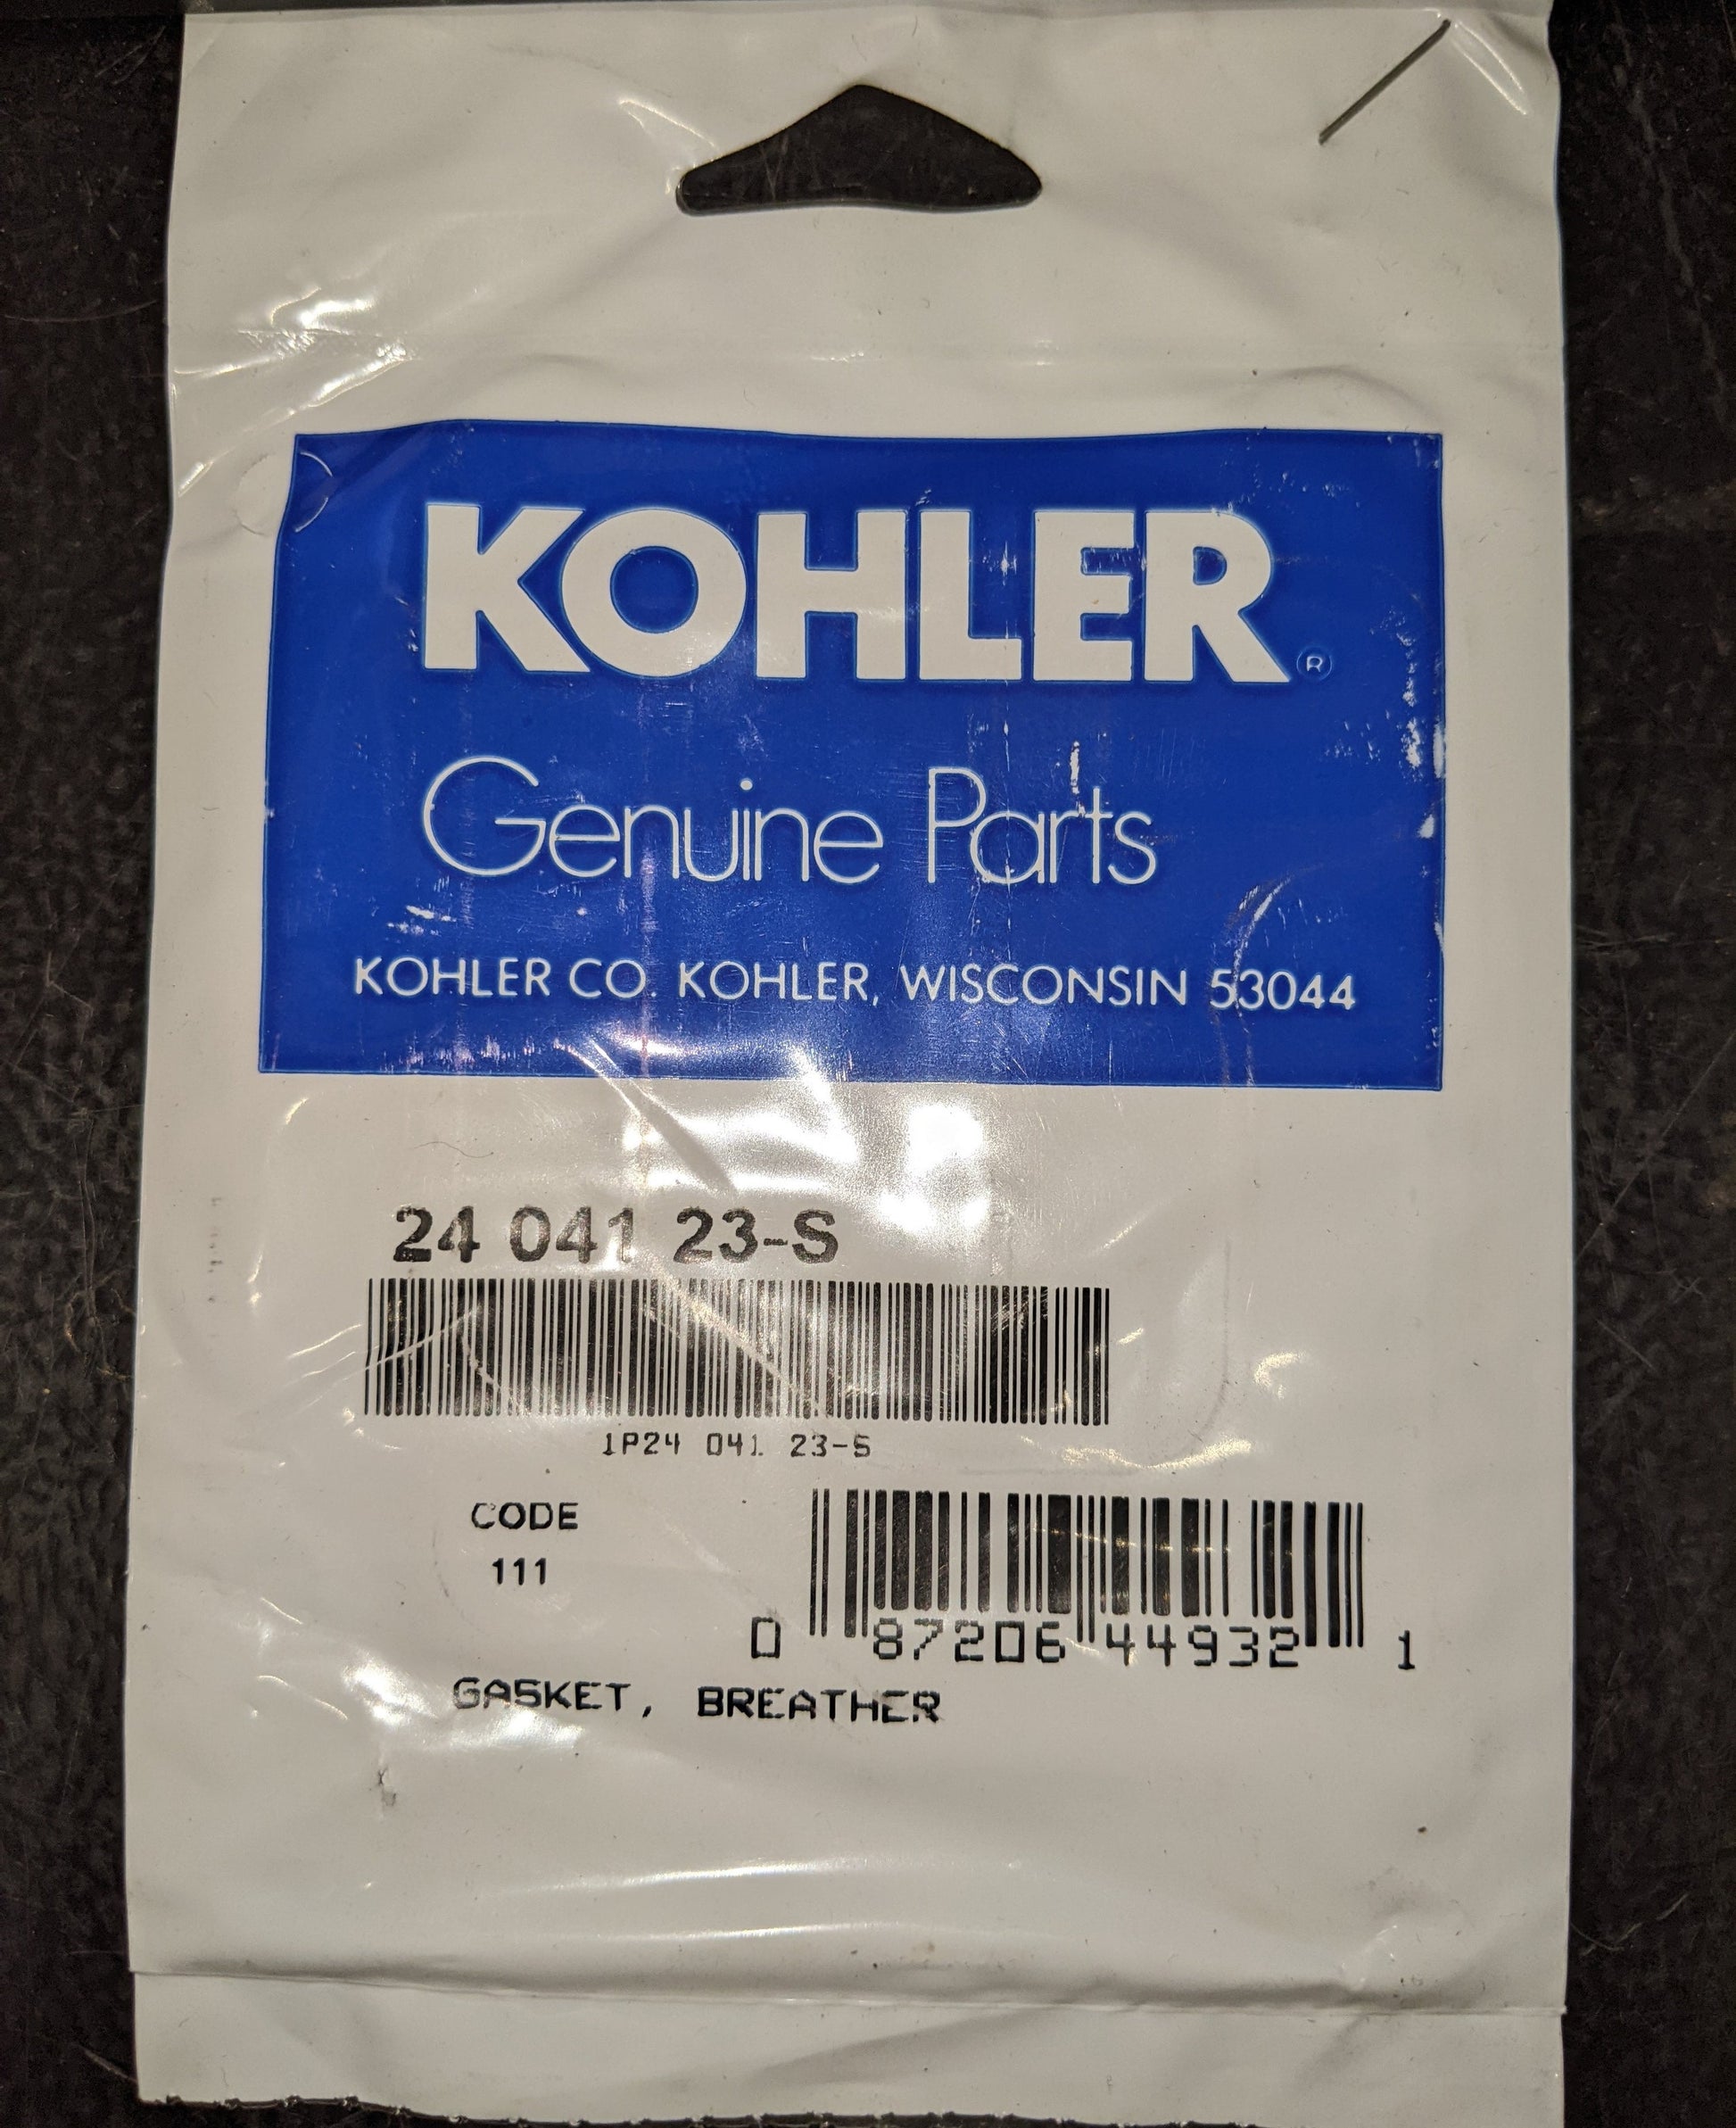 KOHLER®
Genuine Parts
KOHLER CO. KOHLER, WISCONSIN 53044
24 041 23-S
1P24 041 23-S
CODE
111
0 87206 44932 1
GASKET, BREATHER